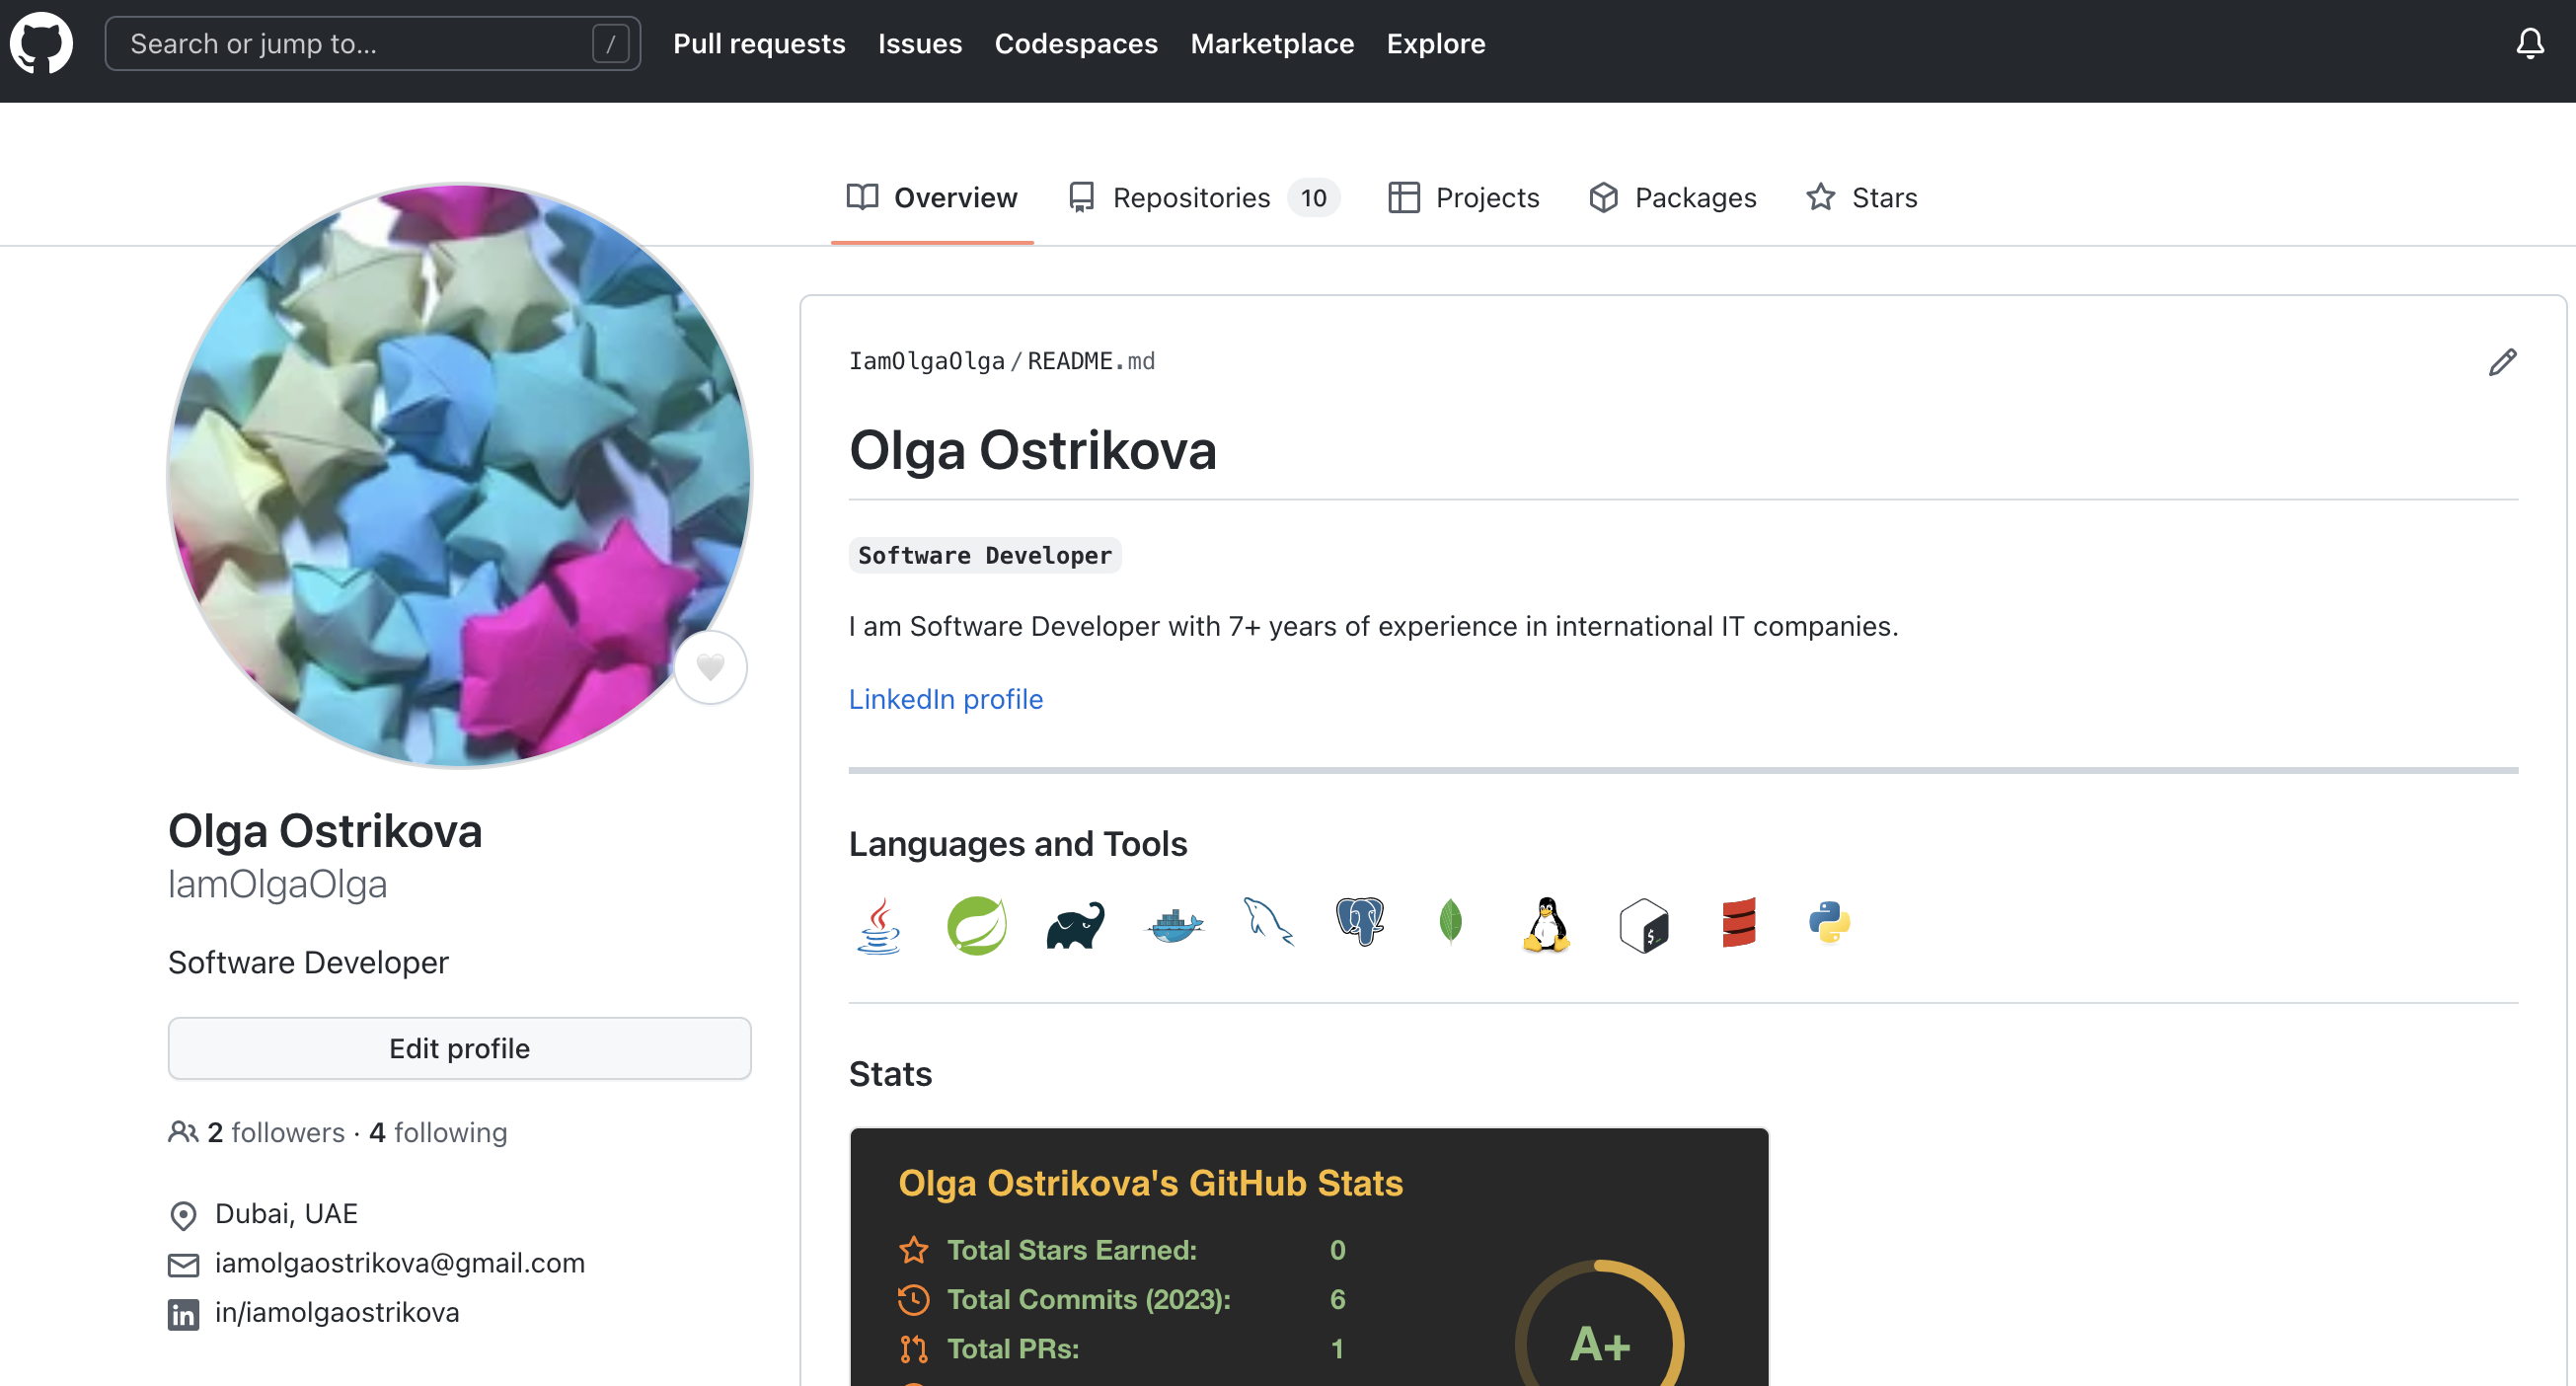 Search or jump to... /
Pull requests Issues Codespaces Marketplace Explore
Overview Repositories 10 Projects Packages Stars
Olga Ostrikova
IamOlgaOlga
Software Developer
Edit profile
2 followers · 4 following
Dubai, UAE
iamolgaostrikova@gmail.com
in in/iamolgaostrikova
IamOlgaOlga/README.md
Olga Ostrikova
Software Developer
I am Software Developer with 7+ years of experience in international IT companies.
LinkedIn profile
Languages and Tools
$_
Stats
Olga Ostrikova's GitHub Stats
Total Stars Earned: 0
Total Commits (2023): 6
Total PRs: 1
A+